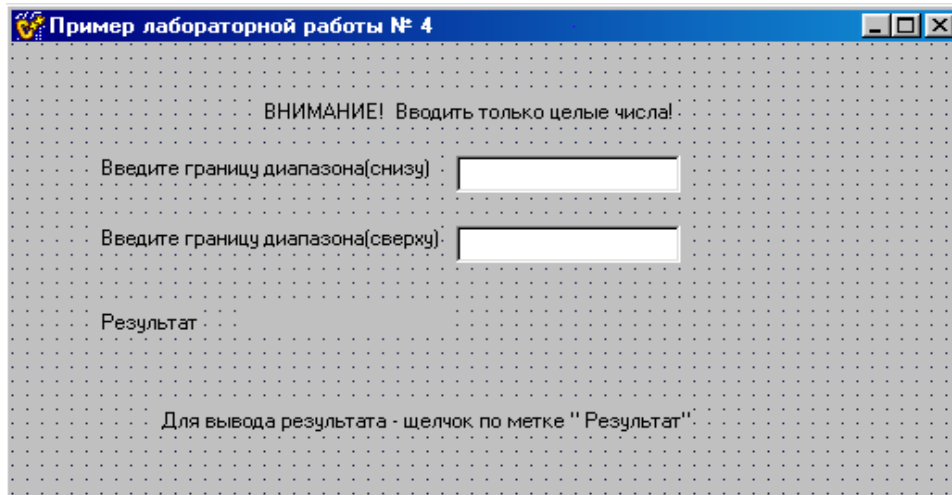 Пример лабораторной работы № 4
ВНИМАНИЕ! Вводить только целые числа!
Введите границу диапазона(снизу)
Введите границу диапазона(сверху)
Результат
Для вывода результата - щелчок по метке " Результат"